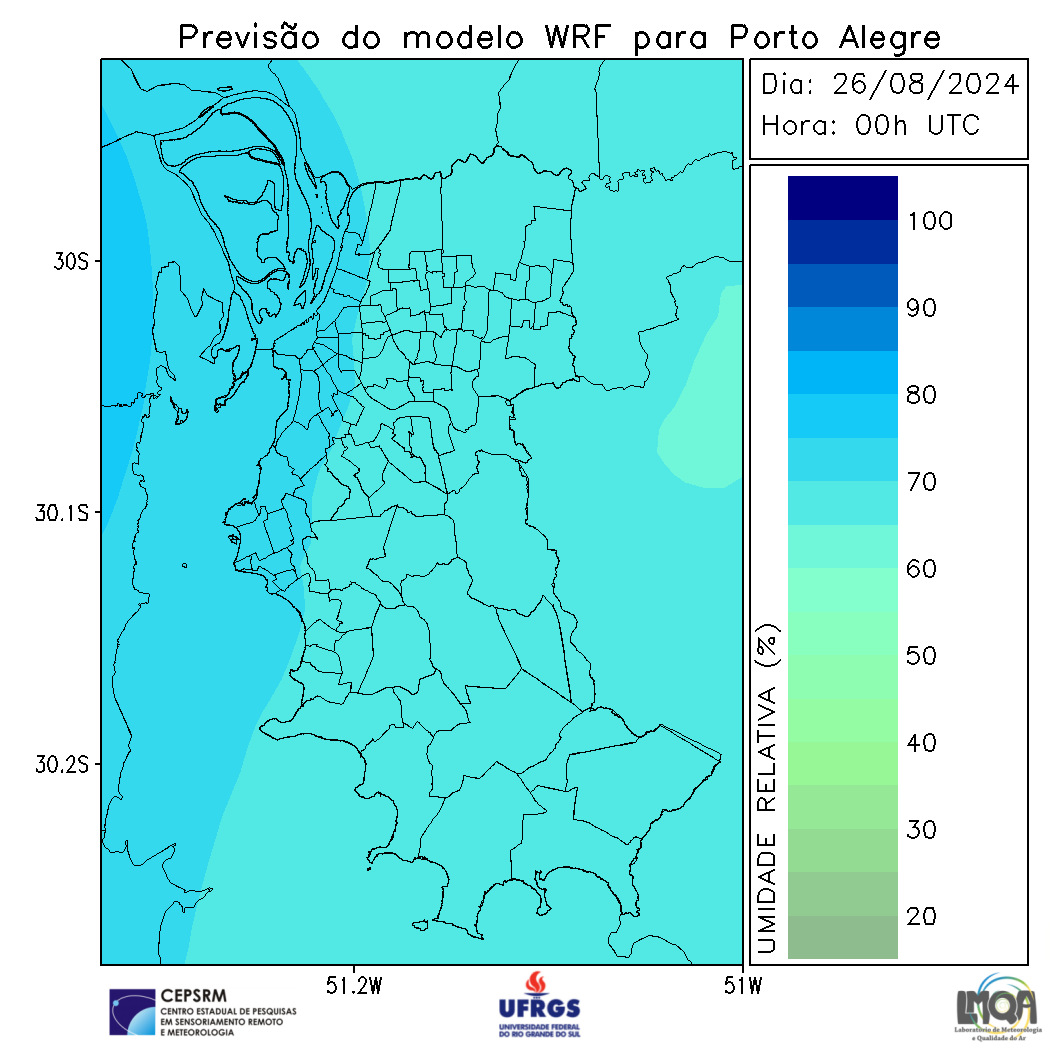 Previsão do modelo WRF para Porto Alegre
Dia: 26/08/2024
Hora: 00h UTC
100
90
80
70
60
50
40
30
20
UMIDADE RELATIVA (%)
30S
30.1S
30.2S
51.2W
51W
CEPSRM
CENTRO ESTADUAL DE PESQUISAS
EM SENSORIAMENTO REMOTO
E METEOROLOGIA
UFRGS
UNIVERSIDADE FEDERAL
DO RIO GRANDE DO SUL
LMQA
Laboratório de Meteorologia
e Qualidade do Ar